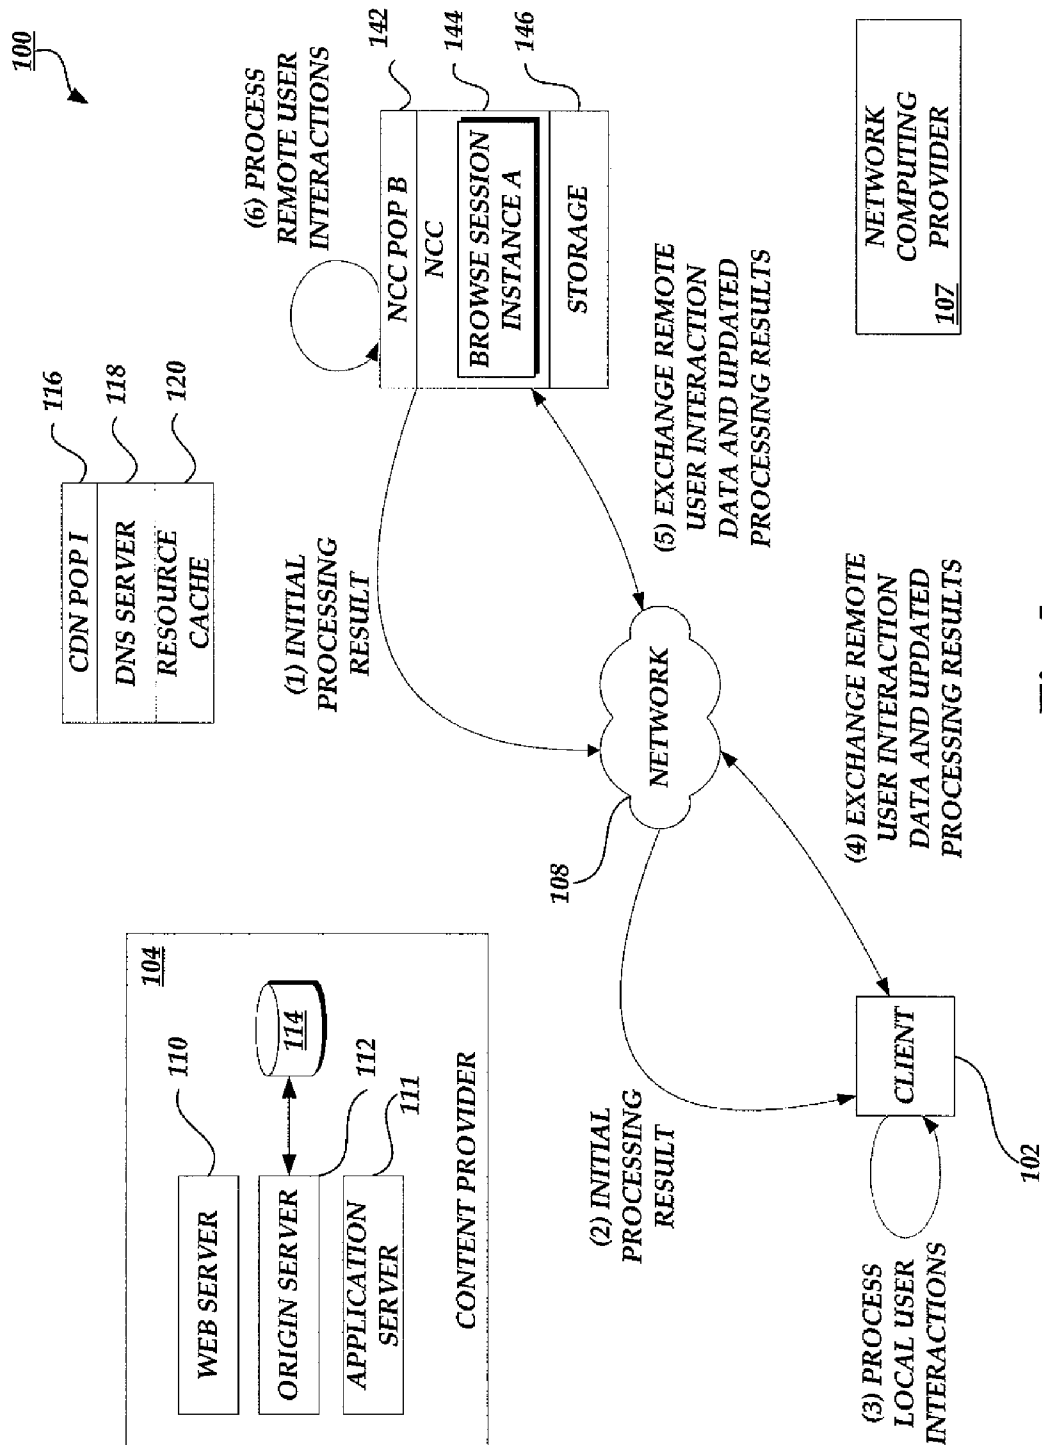 100
104
WEB SERVER
110
ORIGIN SERVER
112
114
APPLICATION
SERVER
111
CONTENT PROVIDER
CDN POP I
116
DNS SERVER
118
RESOURCE
CACHE
120
(6) PROCESS
REMOTE USER
INTERACTIONS
NCC POP B
142
NCC
144
BROWSE SESSION
INSTANCE A
STORAGE
146
(1) INITIAL
PROCESSING
RESULT
NETWORK
108
(2) INITIAL
PROCESSING
RESULT
(5) EXCHANGE REMOTE
USER INTERACTION
DATA AND UPDATED
PROCESSING RESULTS
(3) PROCESS
LOCAL USER
INTERACTIONS
CLIENT
102
(4) EXCHANGE REMOTE
USER INTERACTION
DATA AND UPDATED
PROCESSING RESULTS
NETWORK
COMPUTING
PROVIDER
107